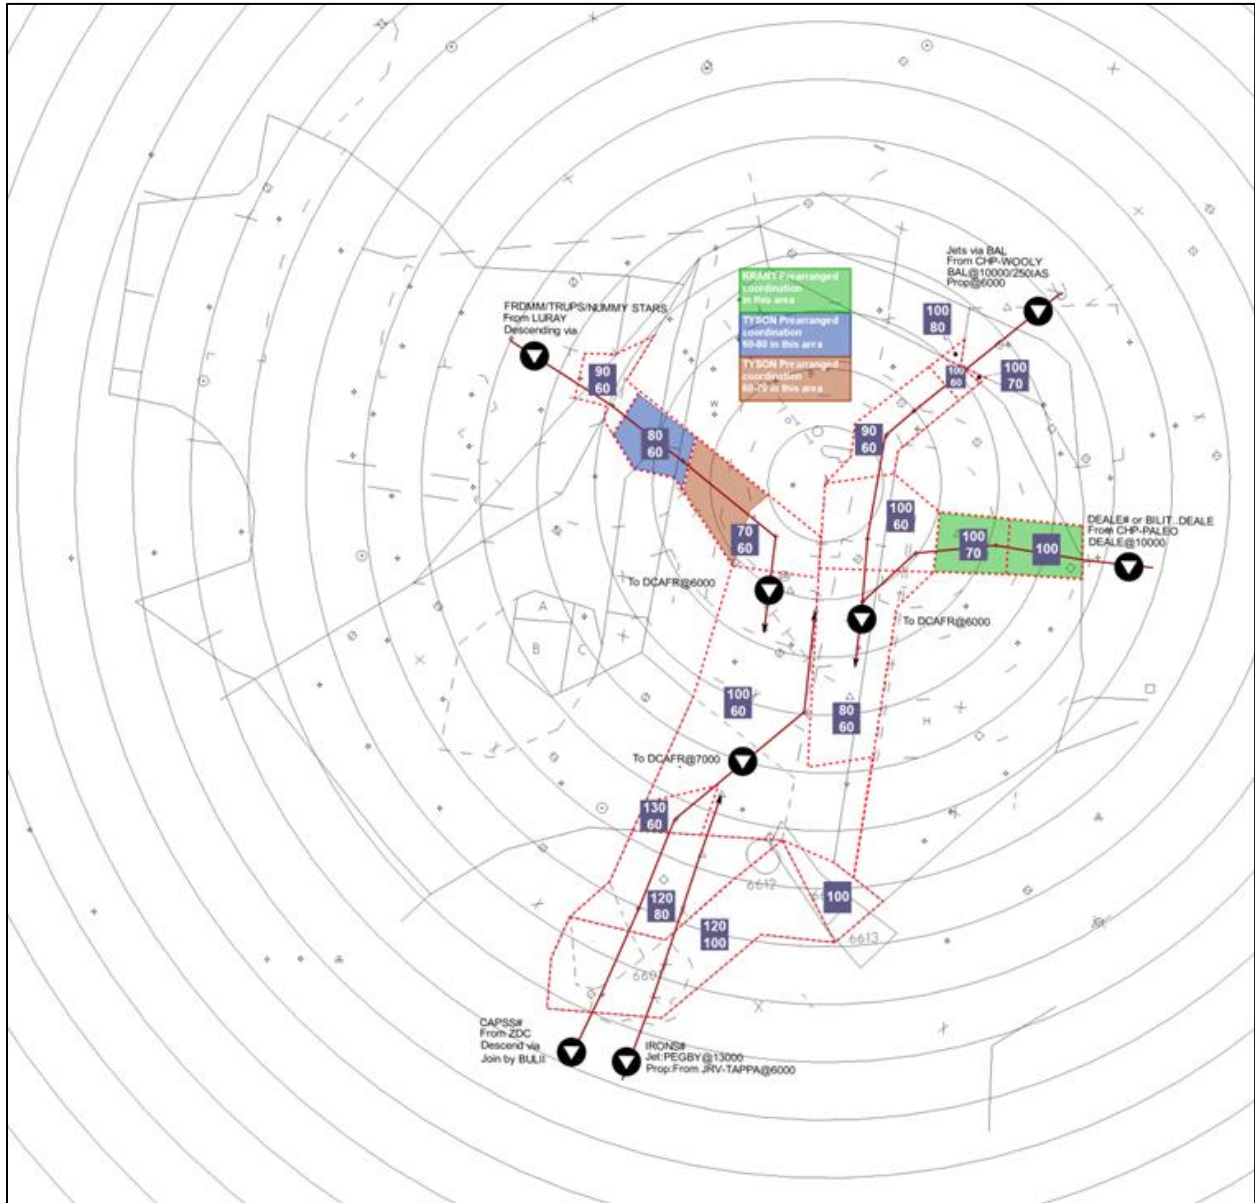 Jets via BAL
From CHP-WOOLY
BAL@10000/250IAS
Prop@6000
KRANT Prearranged
coordination
in this area
TYSON Prearranged
coordination
60-80 in this area
TYSON Prearranged
coordination
60-70 in this area
FRDMM/TRUPS/NUMMY STARS
From LURAY
Descending via
100
80
90
60
100
60
100
70
W
90
60
80
60
100
60
DEALE# or BILIT..DEALE
From CHP-PALEO
DEALE@10000
70
60
100
70
100
To DCAFR@6000
To DCAFR@6000
A
B
C
100
60
80
60
H
To DCAFR@7000
130
60
6612
120
80
100
120
100
6613
660
CAPSS#
From ZDC
Descend via
Join by BULII
IRONS#
Jet:PEGBY@13000
Prop:From JRV-TAPPA@6000